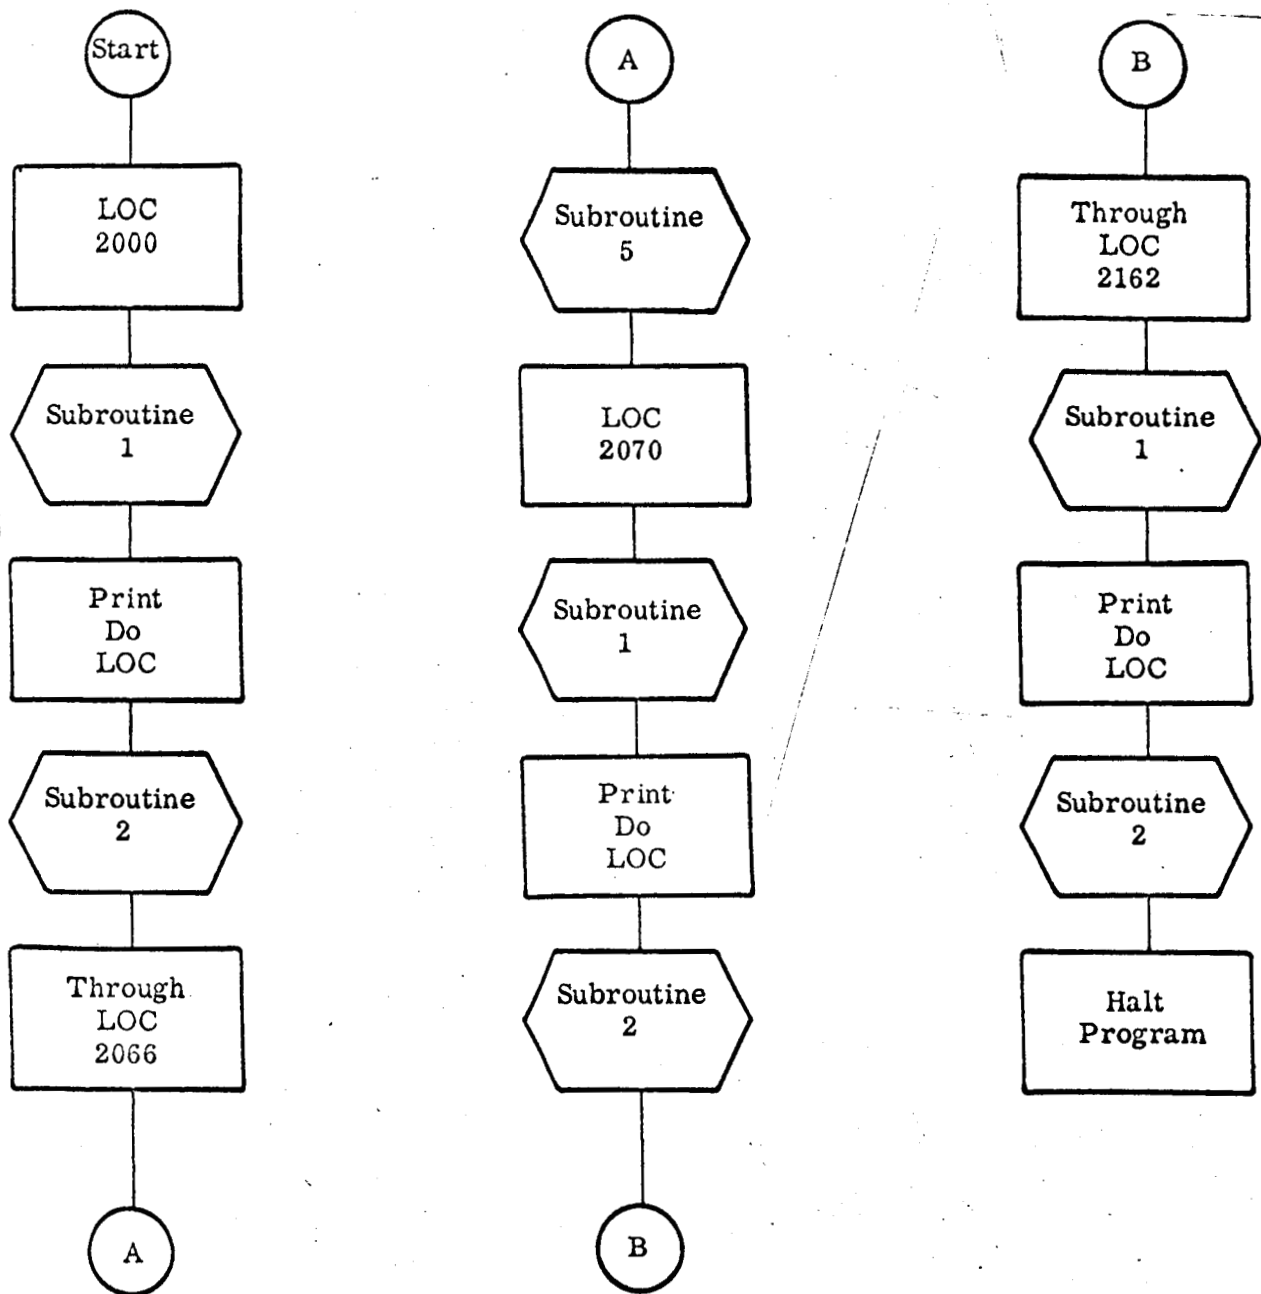 Start
LOC
2000
Subroutine
1
Print
Do
LOC
Subroutine
2
Through
LOC
2066
A
A
Subroutine
5
LOC
2070
Subroutine
1
Print
Do
LOC
Subroutine
2
B
B
Through
LOC
2162
Subroutine
1
Print
Do
LOC
Subroutine
2
Halt
Program